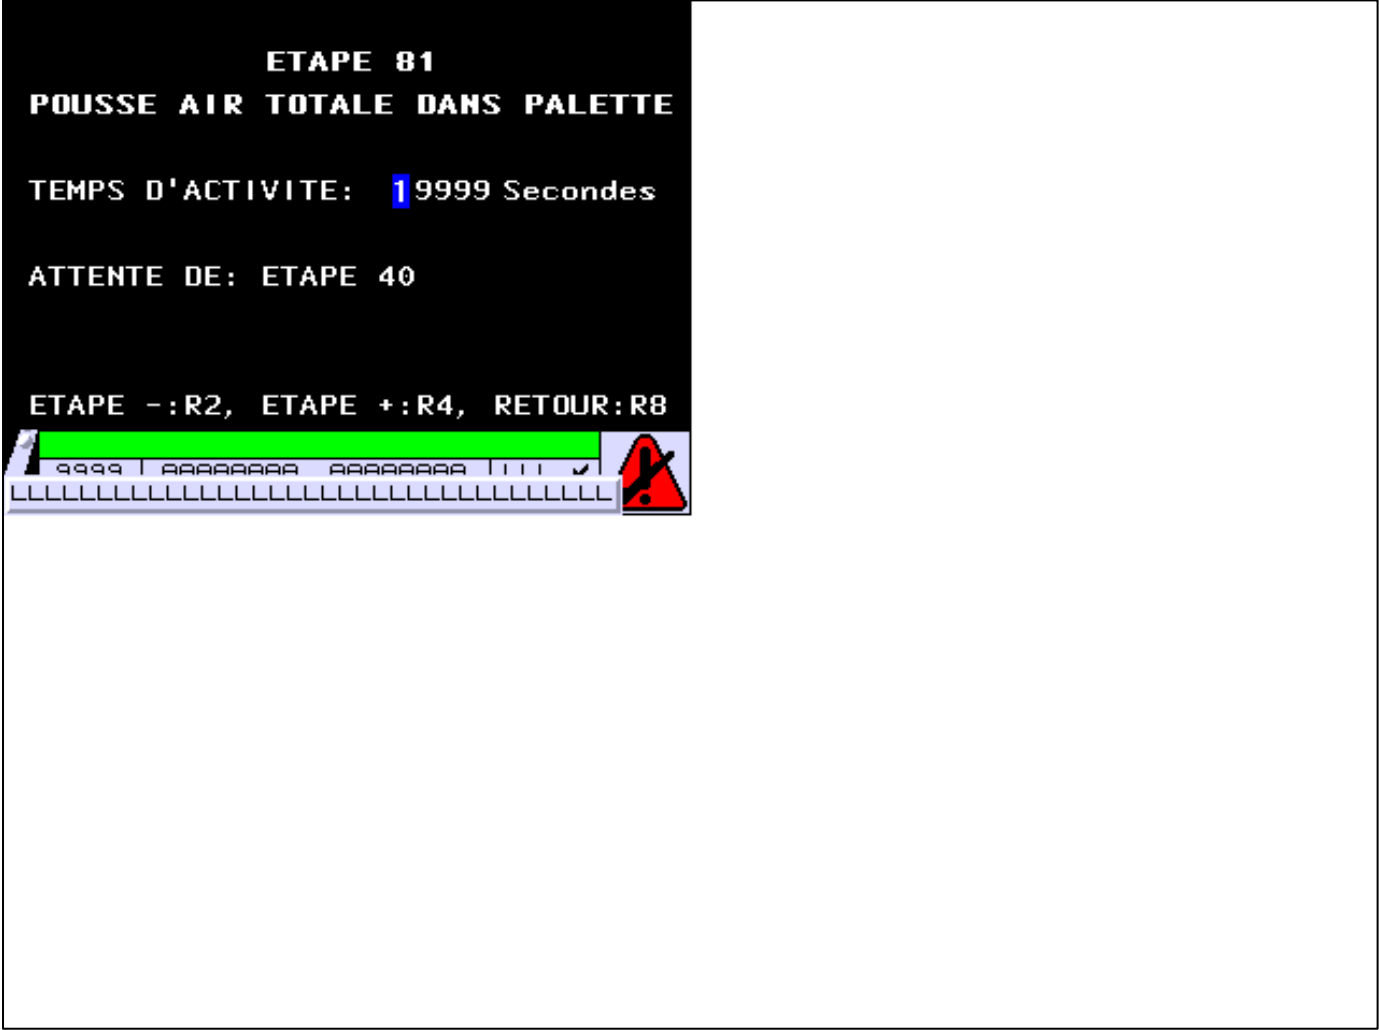 ETAPE 81
POUSSE AIR TOTALE DANS PALETTE
TEMPS D'ACTIVITE: 19999 Secondes
ATTENTE DE: ETAPE 40
ETAPE -:R2, ETAPE +:R4, RETOUR:R8